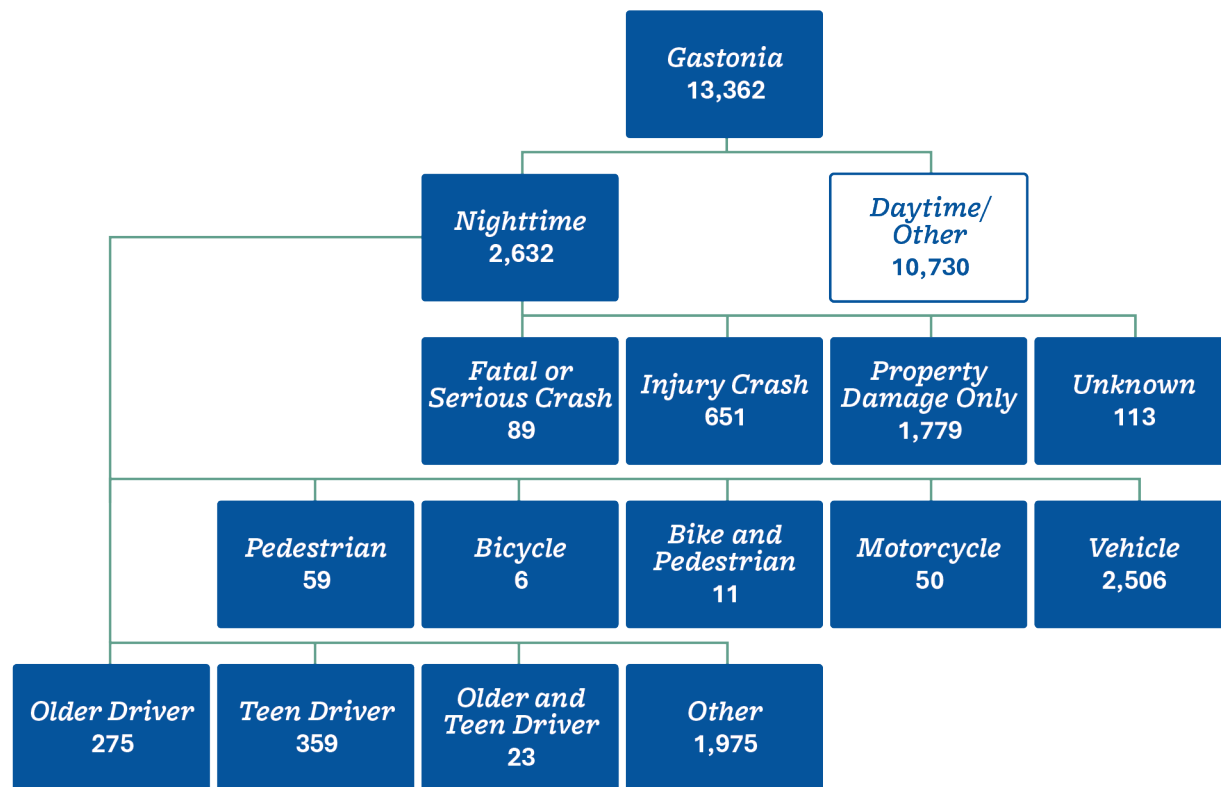 Gastonia
13,362
Nighttime
2,632
Daytime/
Other
10,730
Fatal or
Serious Crash
89
Injury Crash
651
Property
Damage Only
1,779
Unknown
113
Pedestrian
59
Bicycle
6
Bike and
Pedestrian
11
Motorcycle
50
Vehicle
2,506
Older Driver
275
Teen Driver
359
Older and
Teen Driver
23
Other
1,975